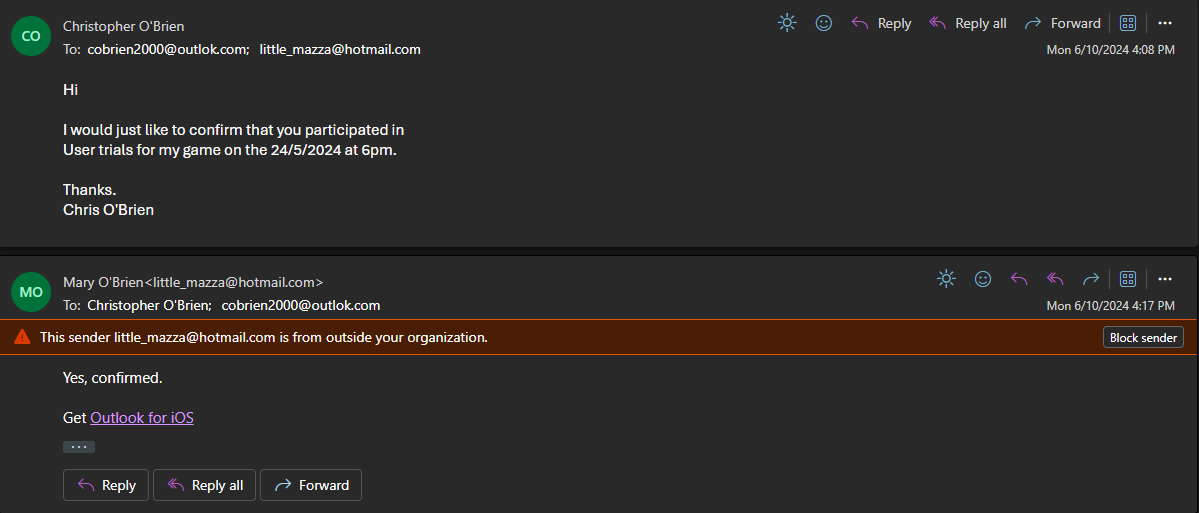 CO
Christopher O'Brien
Reply
Reply all
Forward
To: cobrien2000@outlok.com; little_mazza@hotmail.com
Mon 6/10/2024 4:08 PM
Hi
I would just like to confirm that you participated in
User trials for my game on the 24/5/2024 at 6pm.
Thanks.
Chris O'Brien
MO
Mary O'Brien<little_mazza@hotmail.com>
To: Christopher O'Brien; cobrien2000@outlok.com
Mon 6/10/2024 4:17 PM
This sender little_mazza@hotmail.com is from outside your organization.
Block sender
Yes, confirmed.
Get Outlook for iOS
Reply
Reply all
Forward